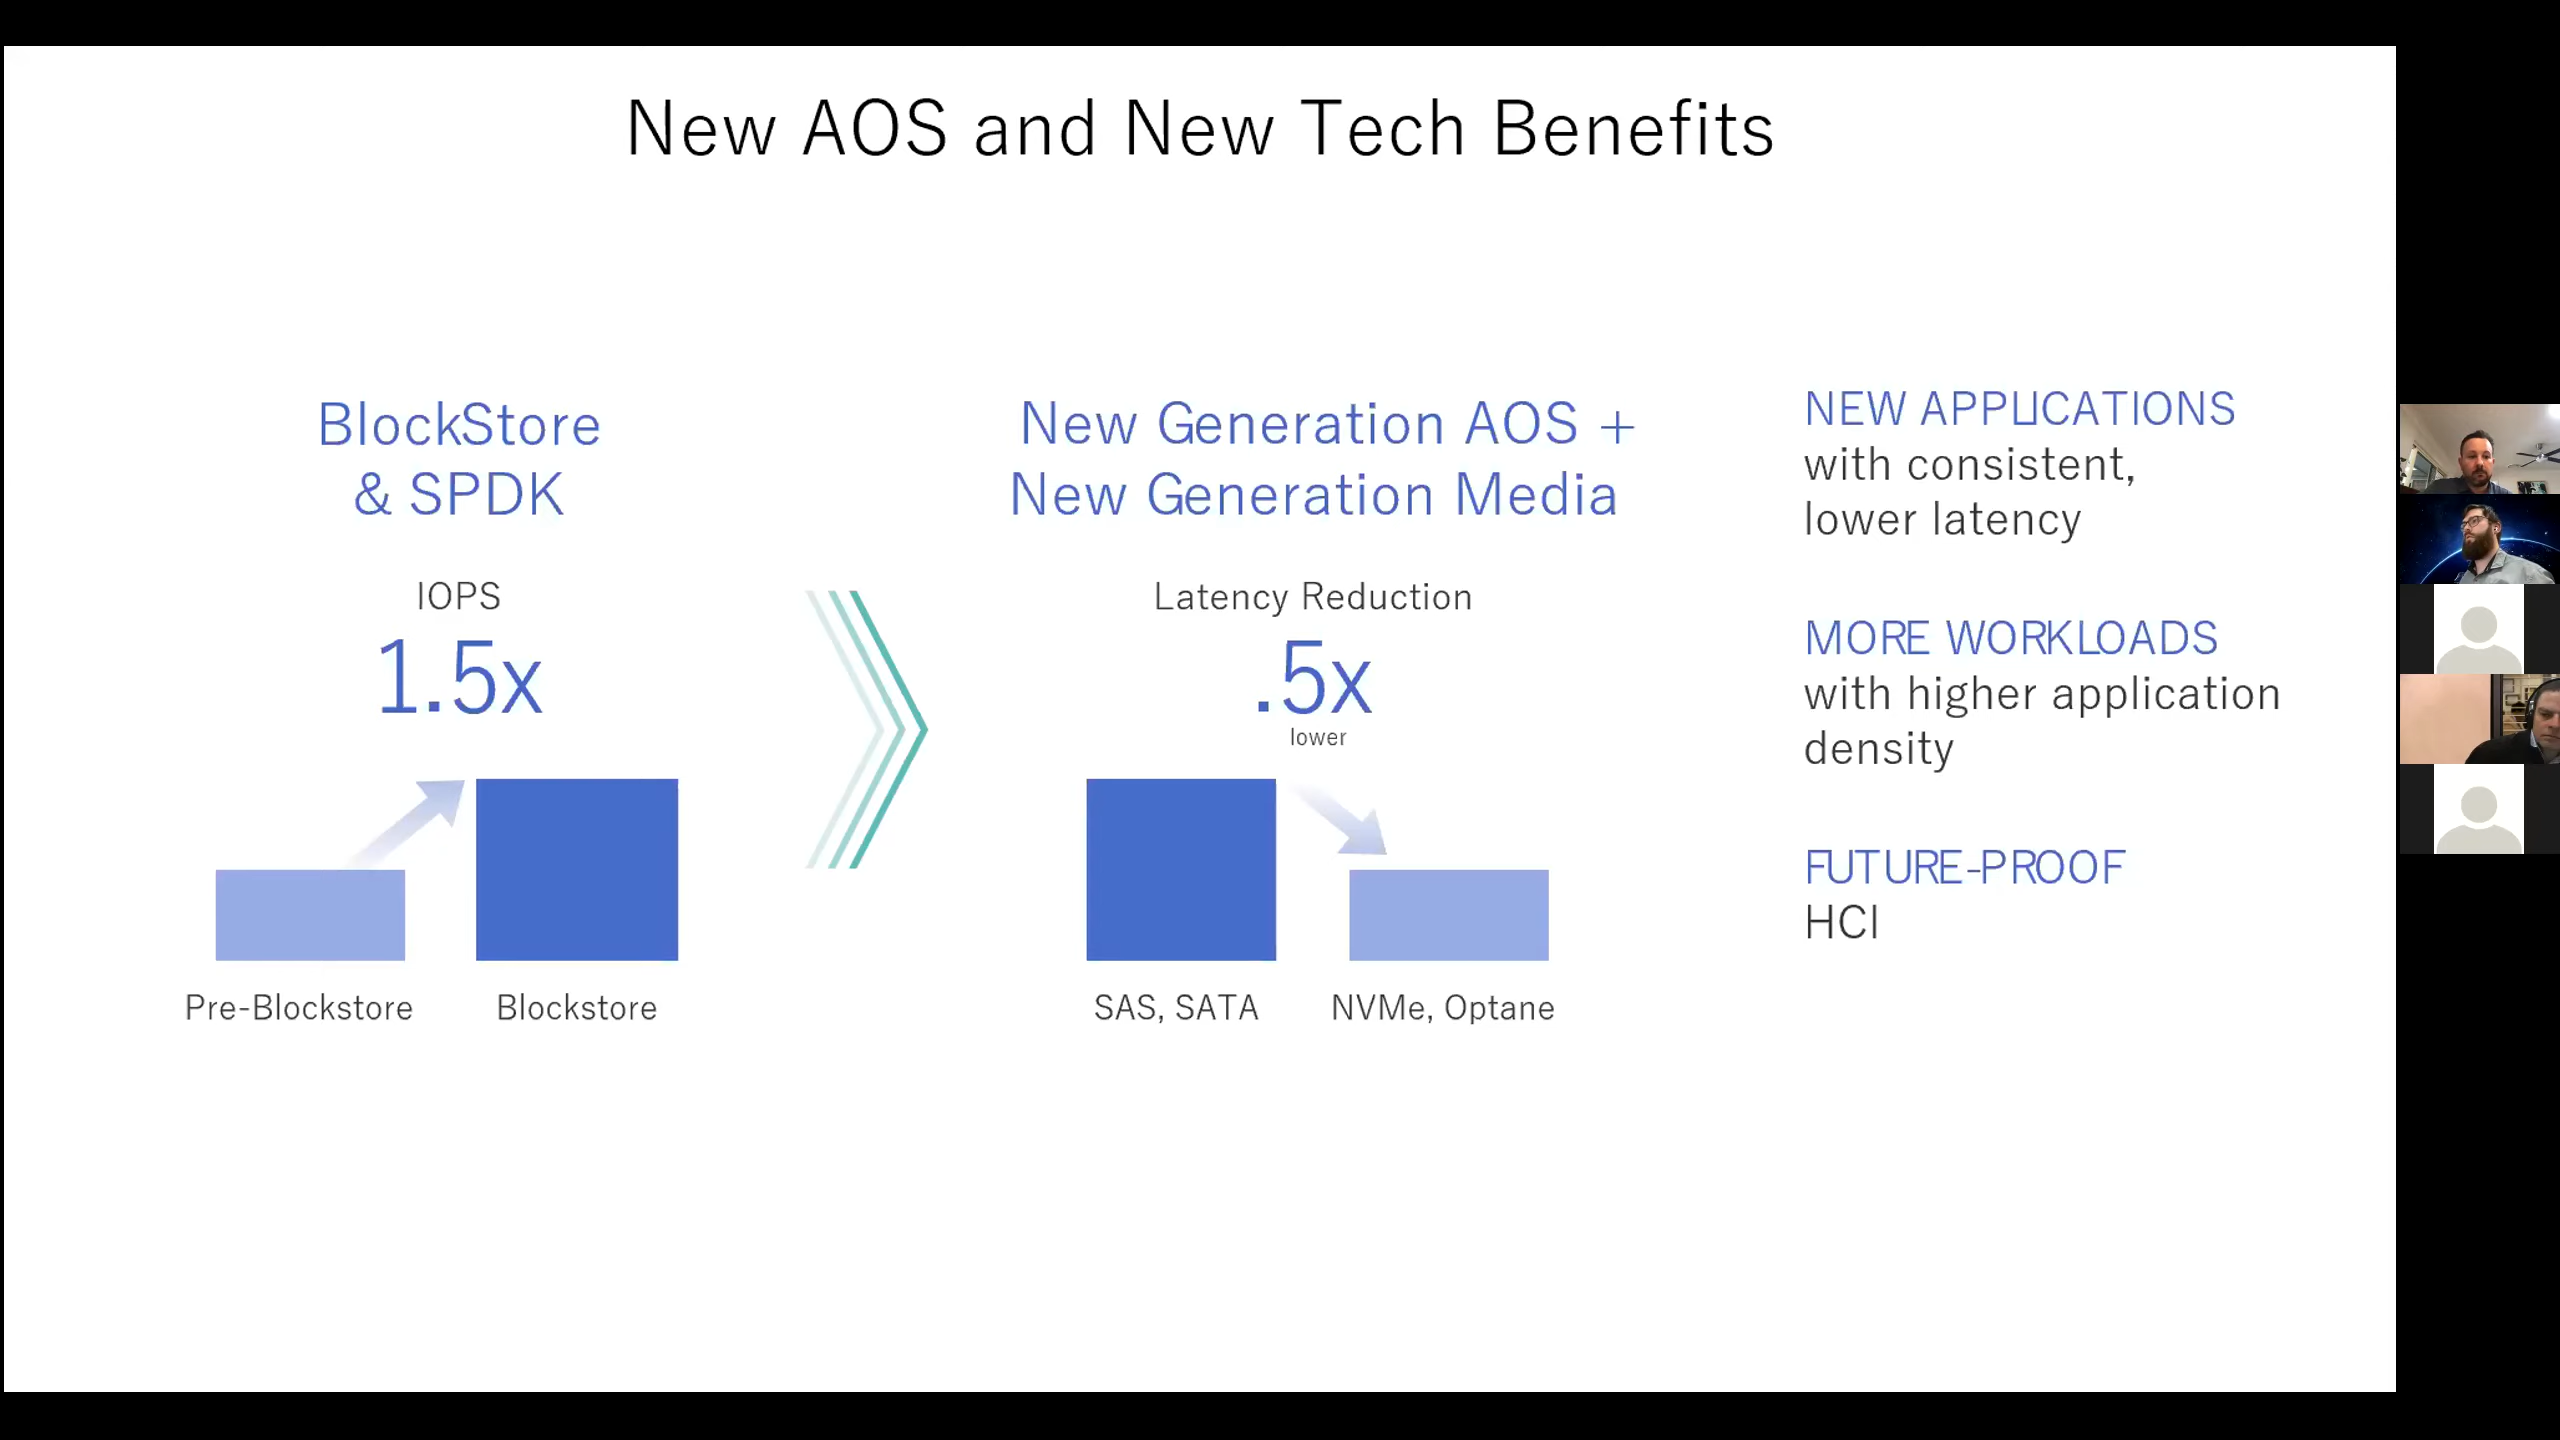 New AOS and New Tech Benefits
BlockStore
& SPDK
IOPS
1.5x
Pre-Blockstore
Blockstore
New Generation AOS +
New Generation Media
Latency Reduction
.5x
lower
SAS, SATA
NVMe, Optane
NEW APPLICATIONS
with consistent,
lower latency
MORE WORKLOADS
with higher application
density
FUTURE-PROOF
HCI